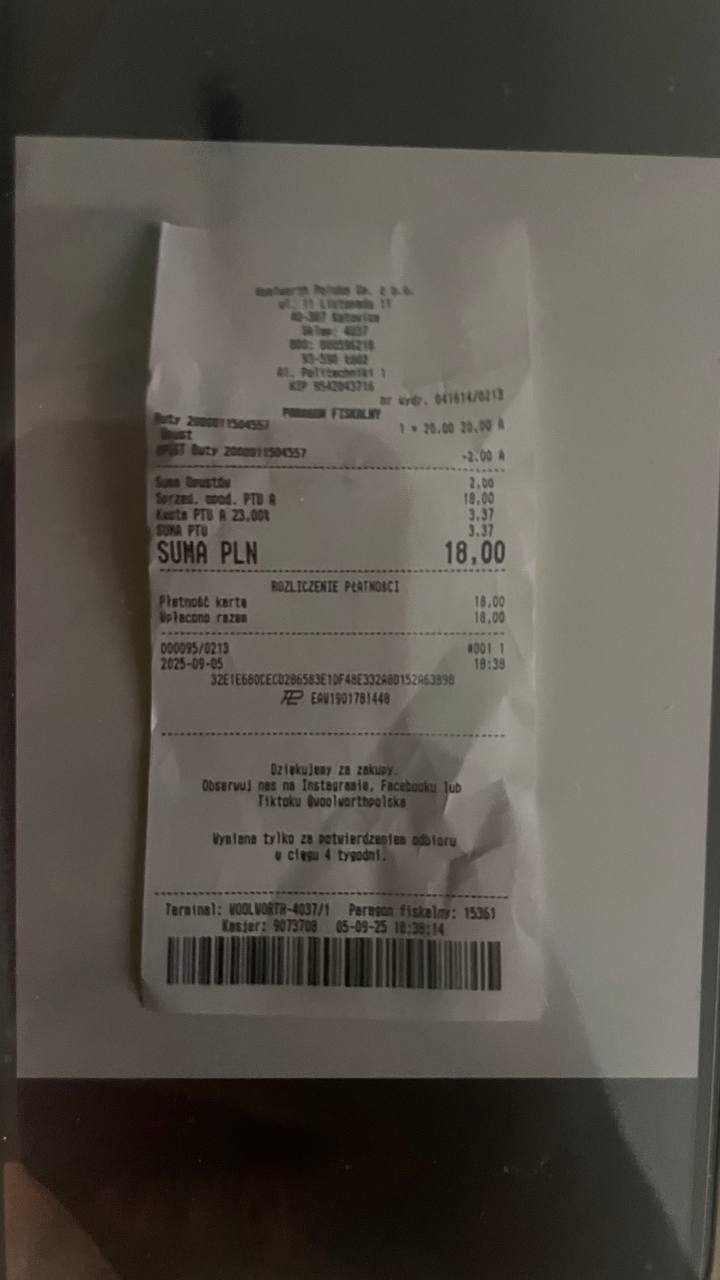 Woolworth Polska Sp. z o.o.
ul. 11 Listopada 11
40-387 Katowice
Sklep: 4037
BDO: 000596218
93-590 Łódź
Al. Politechniki 1
NIP 9542843716
nr wydr. 041614/0213
PARAGON FISKALNY
Buty 2000011504557 1 * 20.00 20.00 A
Opust
OPUST Buty 2000011504557 -2.00 A
Suma Opustów 2,00
Sprzed. opod. PTU A 18,00
Kwota PTU A 23,00% 3,37
SUMA PTU 3,37
SUMA PLN 18,00
ROZLICZENIE PŁATNOŚCI
Płatność karta 18,00
Wpłacono razem 18,00
000095/0213 #001 1
2025-09-05 18:38
EAW1901781448
Dziękujemy za zakupy.
Obserwuj nas na Instagramie, Facebooku lub
Tiktoku @woolworthpolska
Wymiana tylko za potwierdzeniem odbioru
w ciągu 4 tygodni.
Terminal: WOOLWORTH-4037/1 Paragon fiskalny: 15361
Kasjer: 9073708 05-09-25 18:38:14